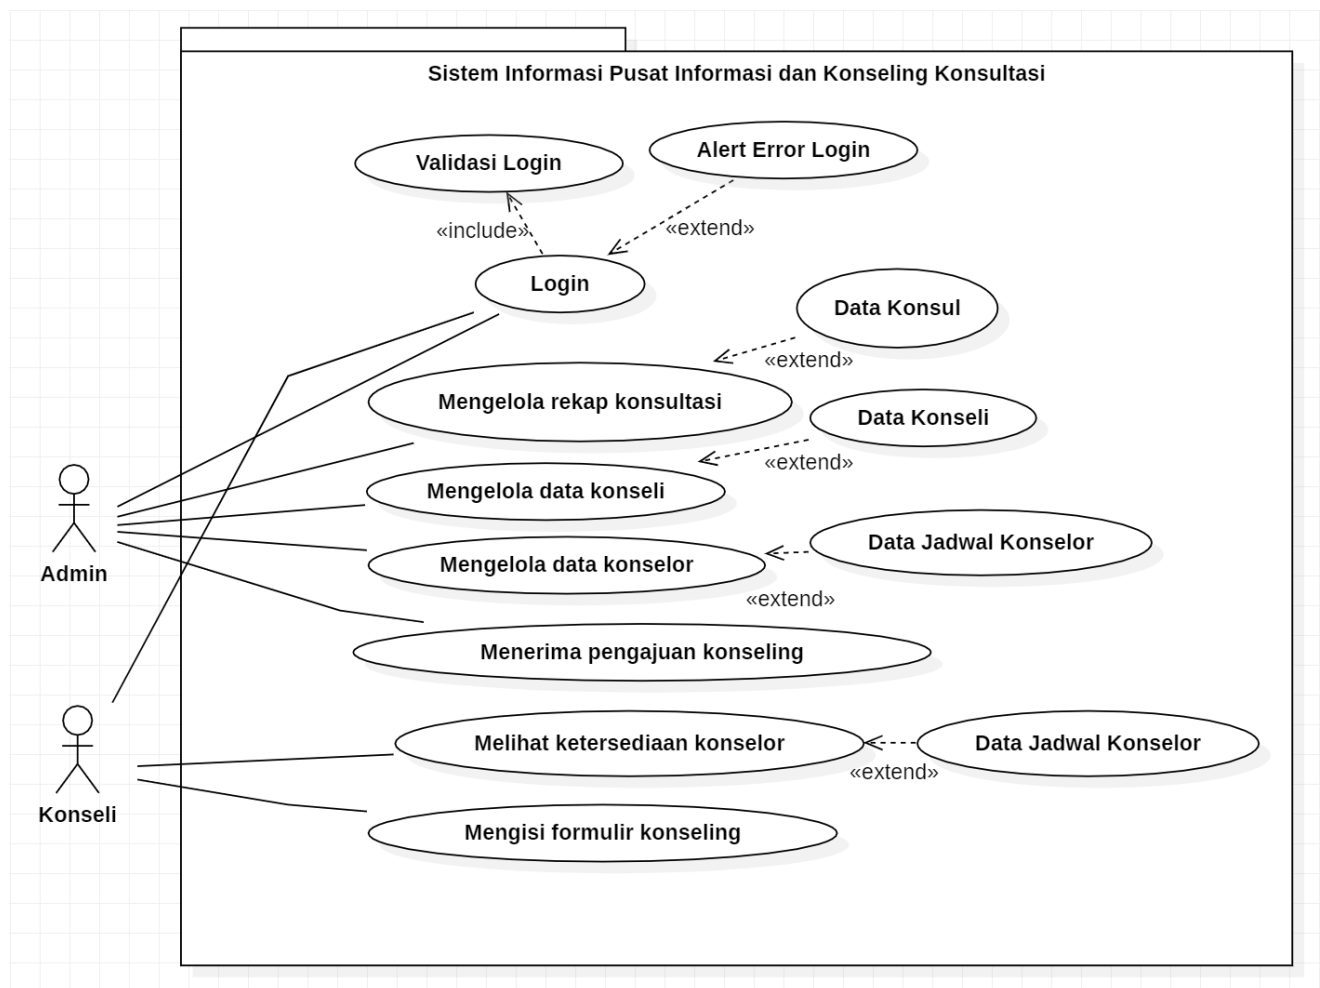 Sistem Informasi Pusat Informasi dan Konseling Konsultasi
Validasi Login
Alert Error Login
«include»
«extend»
Login
Data Konsul
«extend»
Mengelola rekap konsultasi
Data Konseli
«extend»
Mengelola data konseli
Data Jadwal Konselor
Mengelola data konselor
Admin
«extend»
Menerima pengajuan konseling
Melihat ketersediaan konselor
Data Jadwal Konselor
«extend»
Konseli
Mengisi formulir konseling